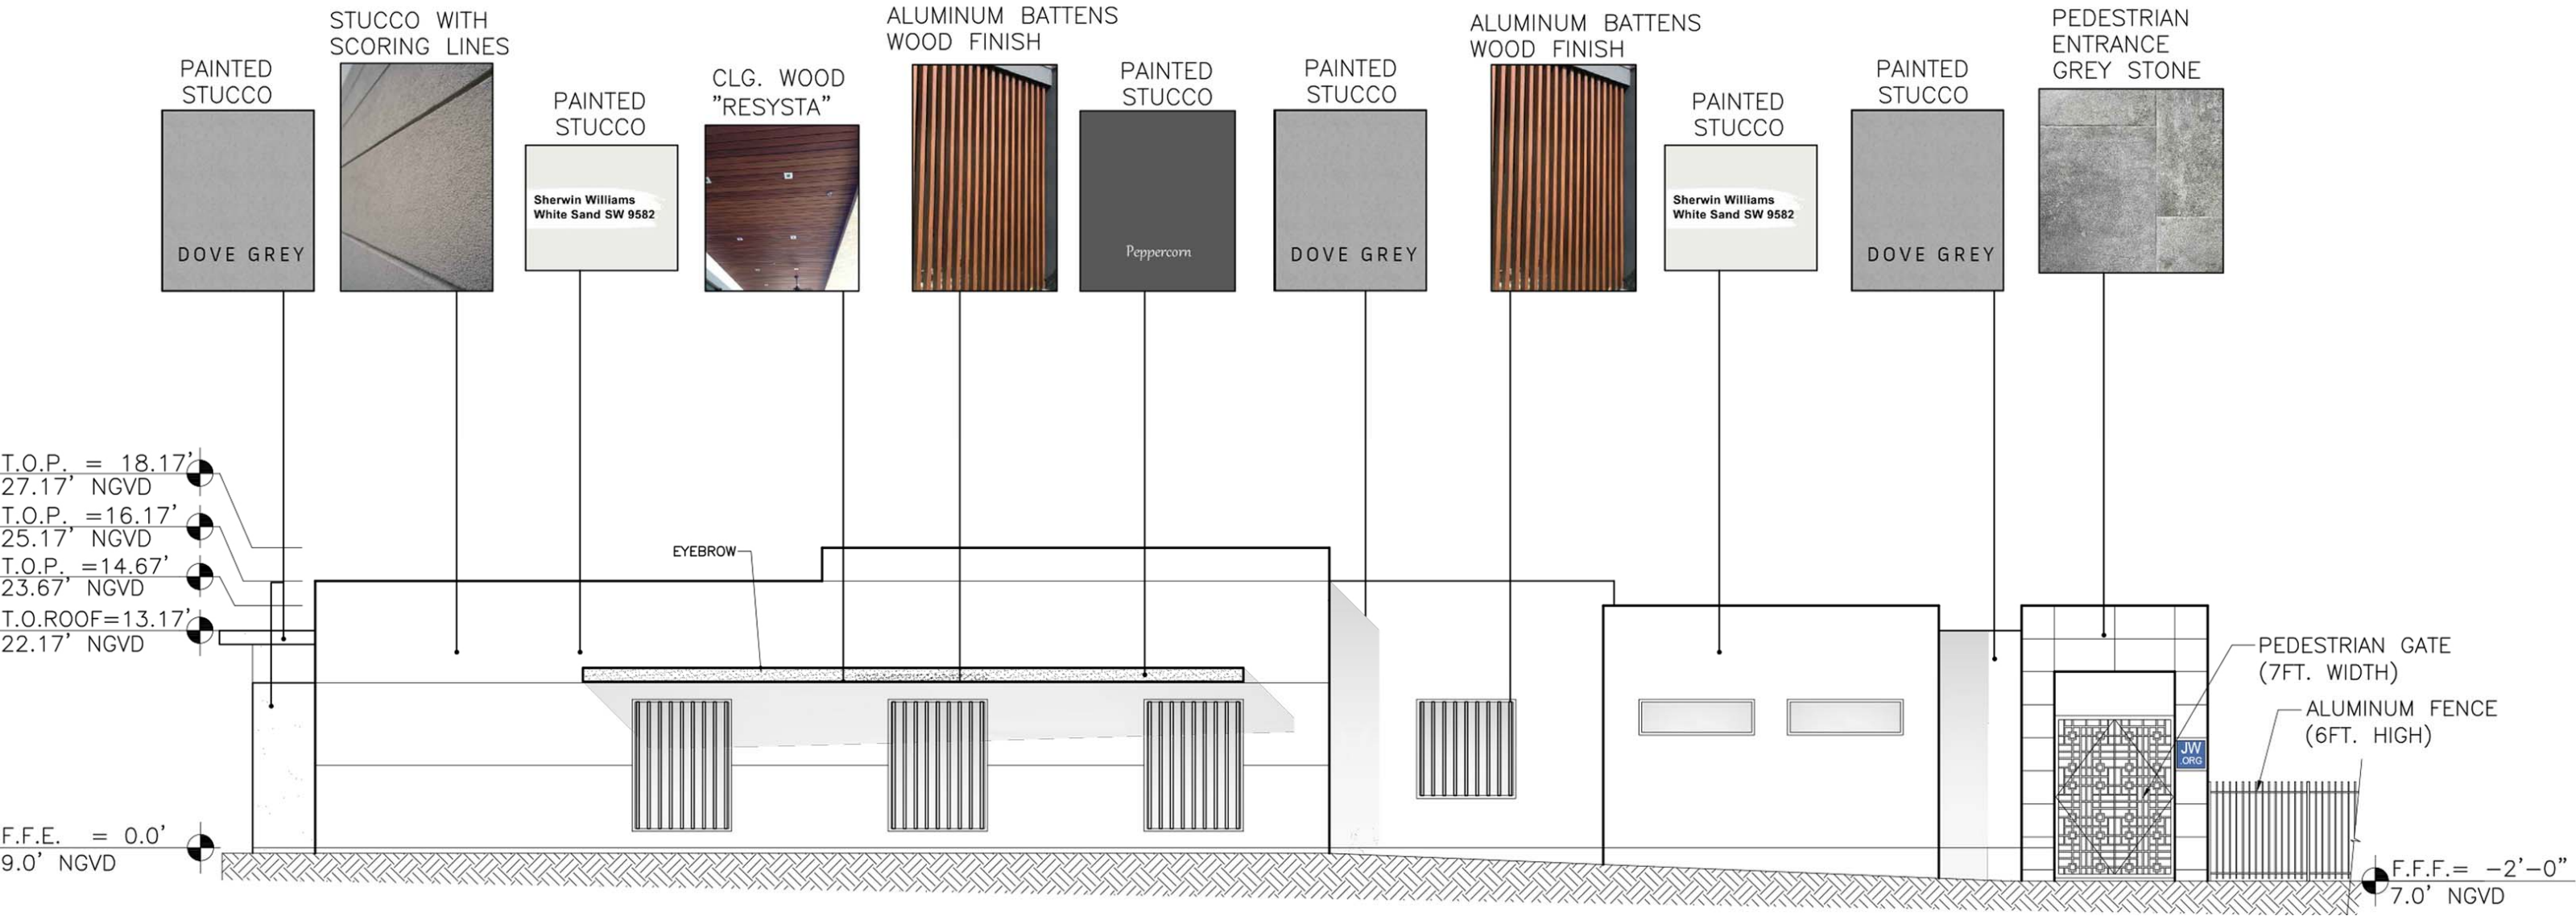 PAINTED
STUCCO
DOVE GREY
STUCCO WITH
SCORING LINES
PAINTED
STUCCO
Sherwin Williams
White Sand SW 9582
CLG. WOOD
"RESYSTA"
ALUMINUM BATTENS
WOOD FINISH
PAINTED
STUCCO
Peppercorn
PAINTED
STUCCO
DOVE GREY
ALUMINUM BATTENS
WOOD FINISH
PAINTED
STUCCO
Sherwin Williams
White Sand SW 9582
PAINTED
STUCCO
DOVE GREY
PEDESTRIAN
ENTRANCE
GREY STONE
T.O.P. = 18.17'
27.17' NGVD
T.O.P. =16.17'
25.17' NGVD
T.O.P. =14.67'
23.67' NGVD
T.O.ROOF=13.17'
22.17' NGVD
F.F.E. = 0.0'
9.0' NGVD
EYEBROW
PEDESTRIAN GATE
(7FT. WIDTH)
ALUMINUM FENCE
(6FT. HIGH)
JW
.ORG
F.F.F.= -2'-0"
7.0' NGVD